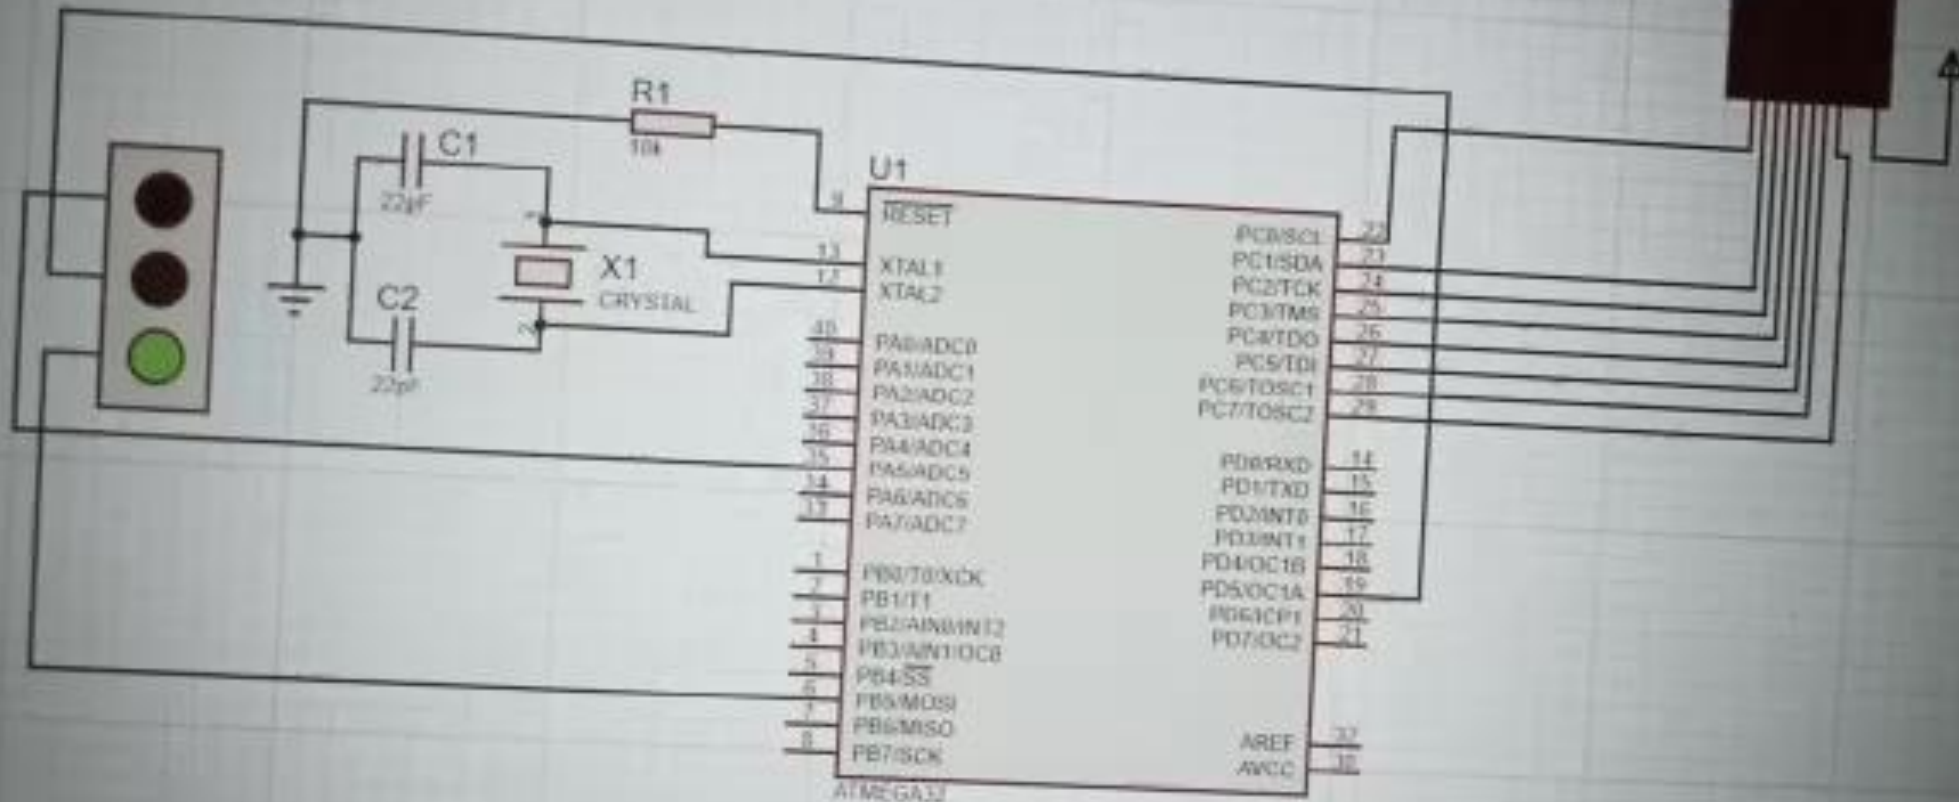 R1
10k
C1
22pF
U1
9
RESET
13
XTAL1
12
XTAL2
X1
CRYSTAL
1
2
C2
22pF
40
PA0/ADC0
39
PA1/ADC1
38
PA2/ADC2
37
PA3/ADC3
36
PA4/ADC4
35
PA5/ADC5
34
PA6/ADC6
33
PA7/ADC7
1
PB0/T0/XCK
2
PB1/T1
3
PB2/AIN0/INT2
4
PB3/AIN1/OC0
5
PB4/SS
6
PB5/MOSI
7
PB6/MISO
8
PB7/SCK
PC0/SCL
22
PC1/SDA
23
PC2/TCK
24
PC3/TMS
25
PC4/TDO
26
PC5/TDI
27
PC6/TOSC1
28
PC7/TOSC2
29
PD0/RXD
14
PD1/TXD
15
PD2/INT0
16
PD3/INT1
17
PD4/OC1B
18
PD5/OC1A
19
PD6/ICP1
20
PD7/OC2
21
AREF
32
AVCC
30
ATMEGA32